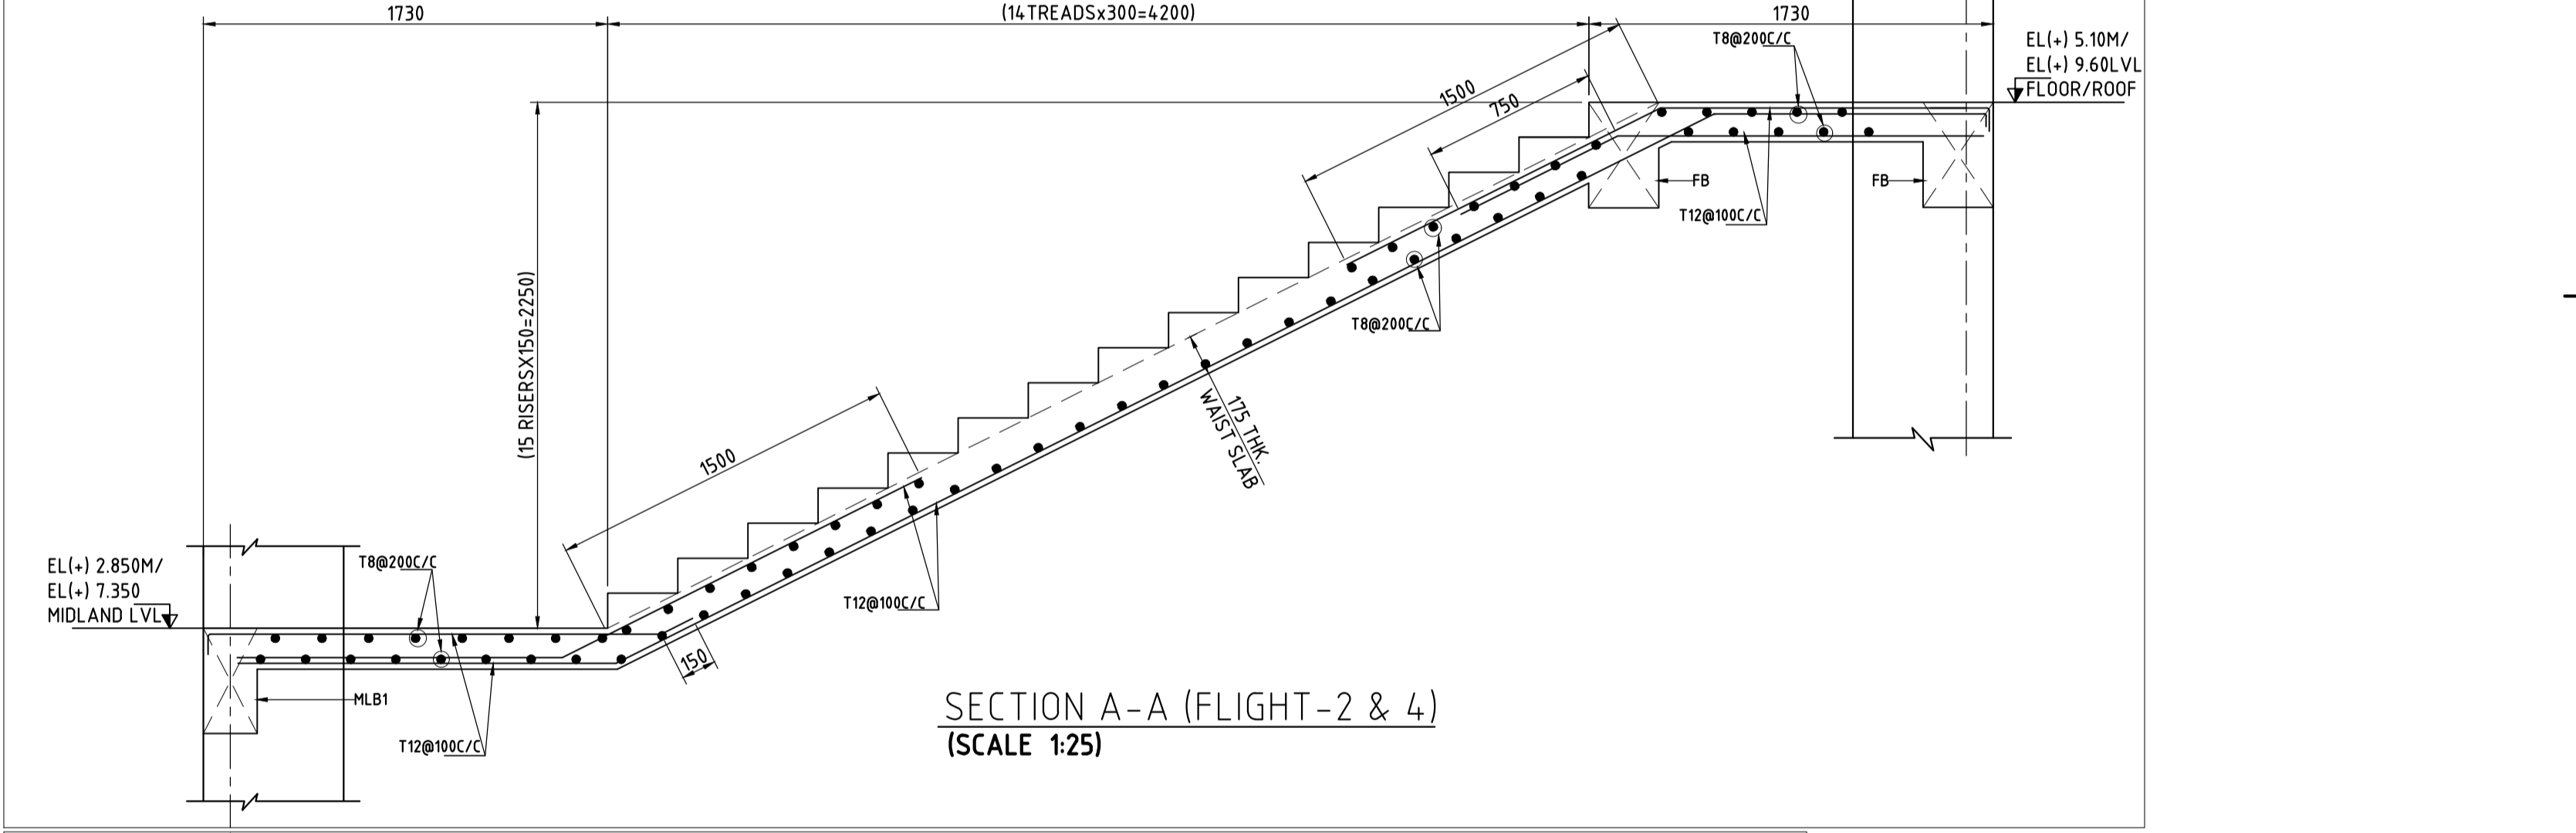 1730
(14TREADSx300=4200)
1730
T8@200C/C
EL(+) 5.10M/
EL(+) 9.60LVL
FLOOR/ROOF
1500
750
FB
FB
T12@100C/C
(15 RISERSX150=2250)
T8@200C/C
175 THK.
WAIST SLAB
1500
EL(+) 2.850M/
EL(+) 7.350
MIDLAND LVL
T8@200C/C
T12@100C/C
150
MLB1
T12@100C/C
SECTION A-A (FLIGHT-2 & 4)
(SCALE 1:25)